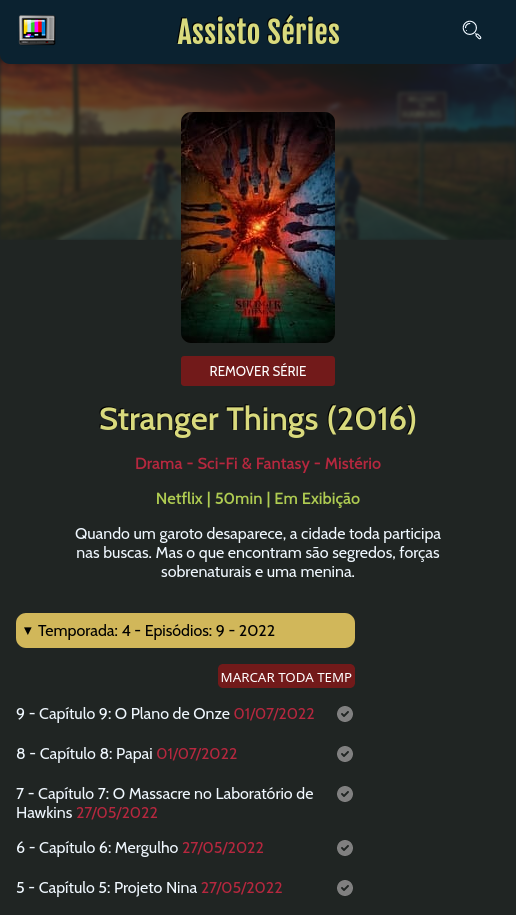 Assisto Séries
STRANGER
THINGS
4
REMOVER SÉRIE
Stranger Things (2016)
Drama - Sci-Fi & Fantasy - Mistério
Netflix | 50min | Em Exibição
Quando um garoto desaparece, a cidade toda participa
nas buscas. Mas o que encontram são segredos, forças
sobrenaturais e uma menina.
▼ Temporada: 4 - Episódios: 9 - 2022
MARCAR TODA TEMP
9 - Capítulo 9: O Plano de Onze 01/07/2022
8 - Capítulo 8: Papai 01/07/2022
7 - Capítulo 7: O Massacre no Laboratório de
Hawkins 27/05/2022
6 - Capítulo 6: Mergulho 27/05/2022
5 - Capítulo 5: Projeto Nina 27/05/2022